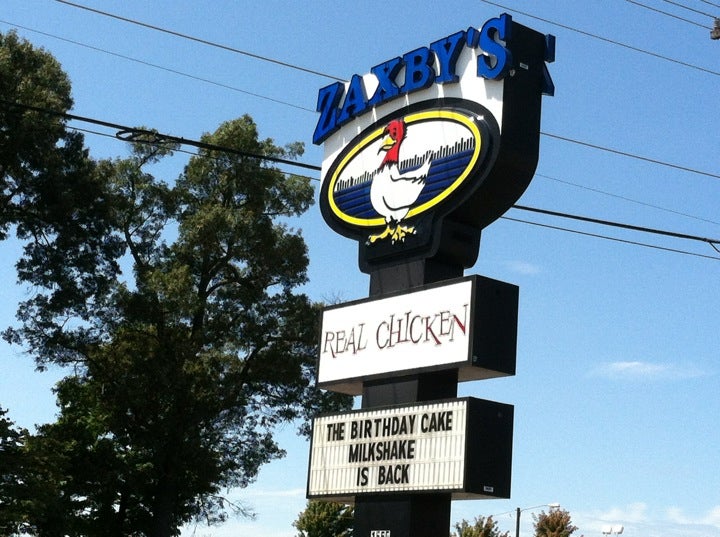 ZAXBY'S
REAL CHICKEN
THE BIRTHDAY CAKE
MILKSHAKE
IS BACK